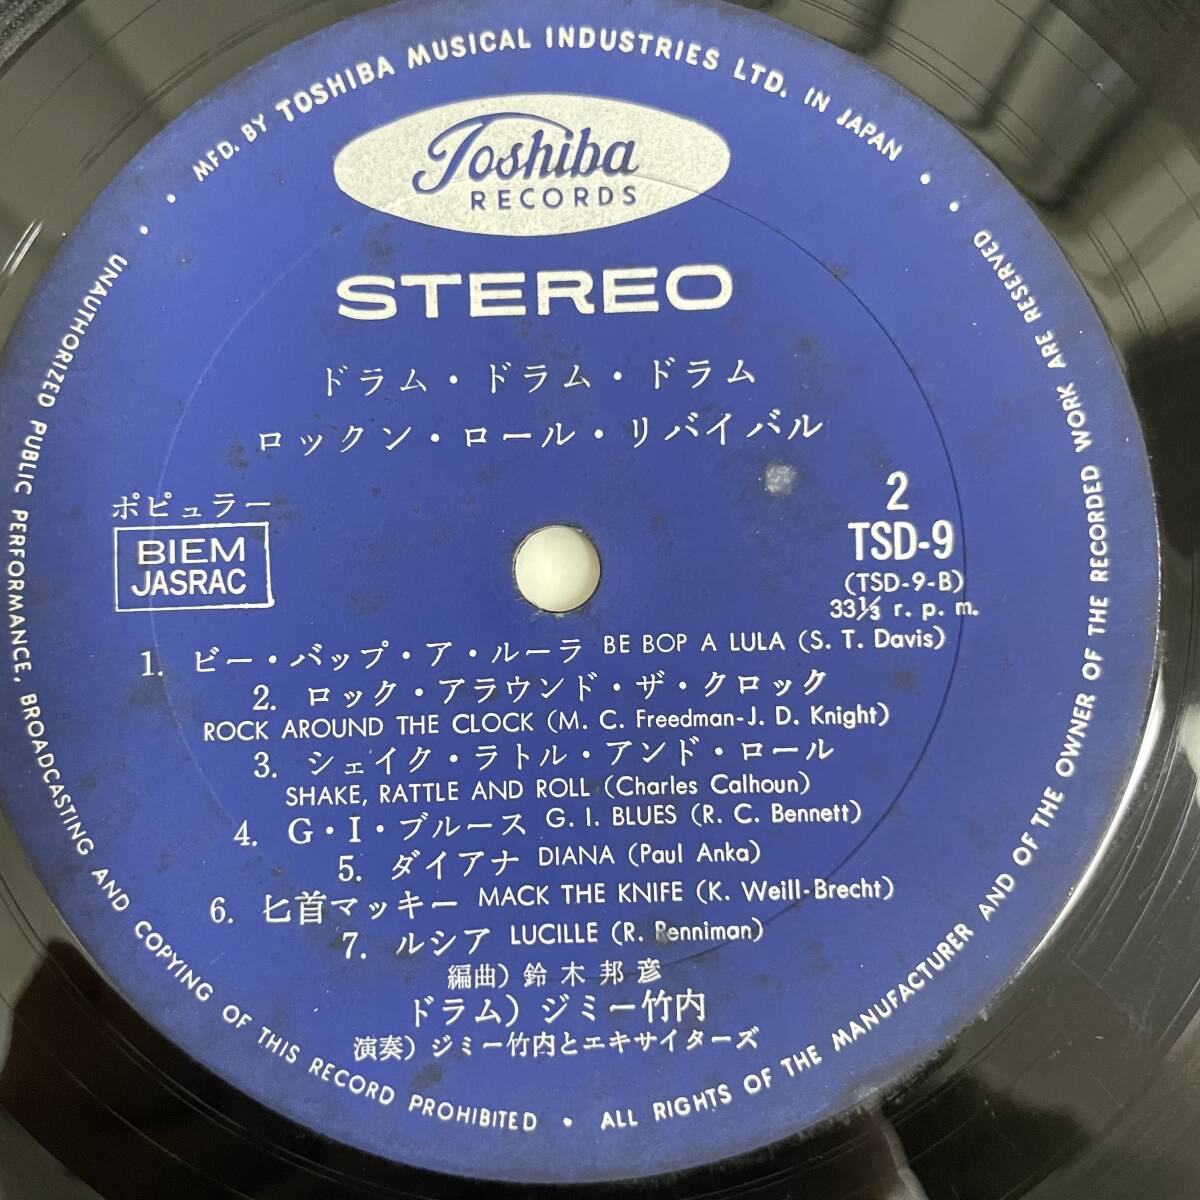 MFD. BY TOSHIBA MUSICAL INDUSTRIES LTD. IN JAPAN
Toshiba
RECORDS
STEREO
ドラム・ドラム・ドラム
ロックン・ロール・リバイバル
ポピュラー
BIEM
JASRAC
2
TSD-9
(TSD-9-B)
33⅓ r. p. m.
1. ビー・バップ・ア・ルーラ BE BOP A LULA (S. T. Davis)
2. ロック・アラウンド・ザ・クロック
ROCK AROUND THE CLOCK (M. C. Freedman-J. D. Knight)
3. シェイク・ラトル・アンド・ロール
SHAKE, RATTLE AND ROLL (Charles Calhoun)
4. G・I・ブルース G. I. BLUES (R. C. Bennett)
5. ダイアナ DIANA (Paul Anka)
6. 匕首マッキー MACK THE KNIFE (K. Weill-Brecht)
7. ルシア LUCILLE (R. Penniman)
編曲) 鈴木邦彦
ドラム) ジミー竹内
演奏) ジミー竹内とエキサイターズ
• ALL RIGHTS OF THE MANUFACTURER AND OF THE OWNER OF THE RECORDED WORK ARE RESERVED •
• UNAUTHORIZED PUBLIC PERFORMANCE, BROADCASTING AND COPYING OF THIS RECORD PROHIBITED